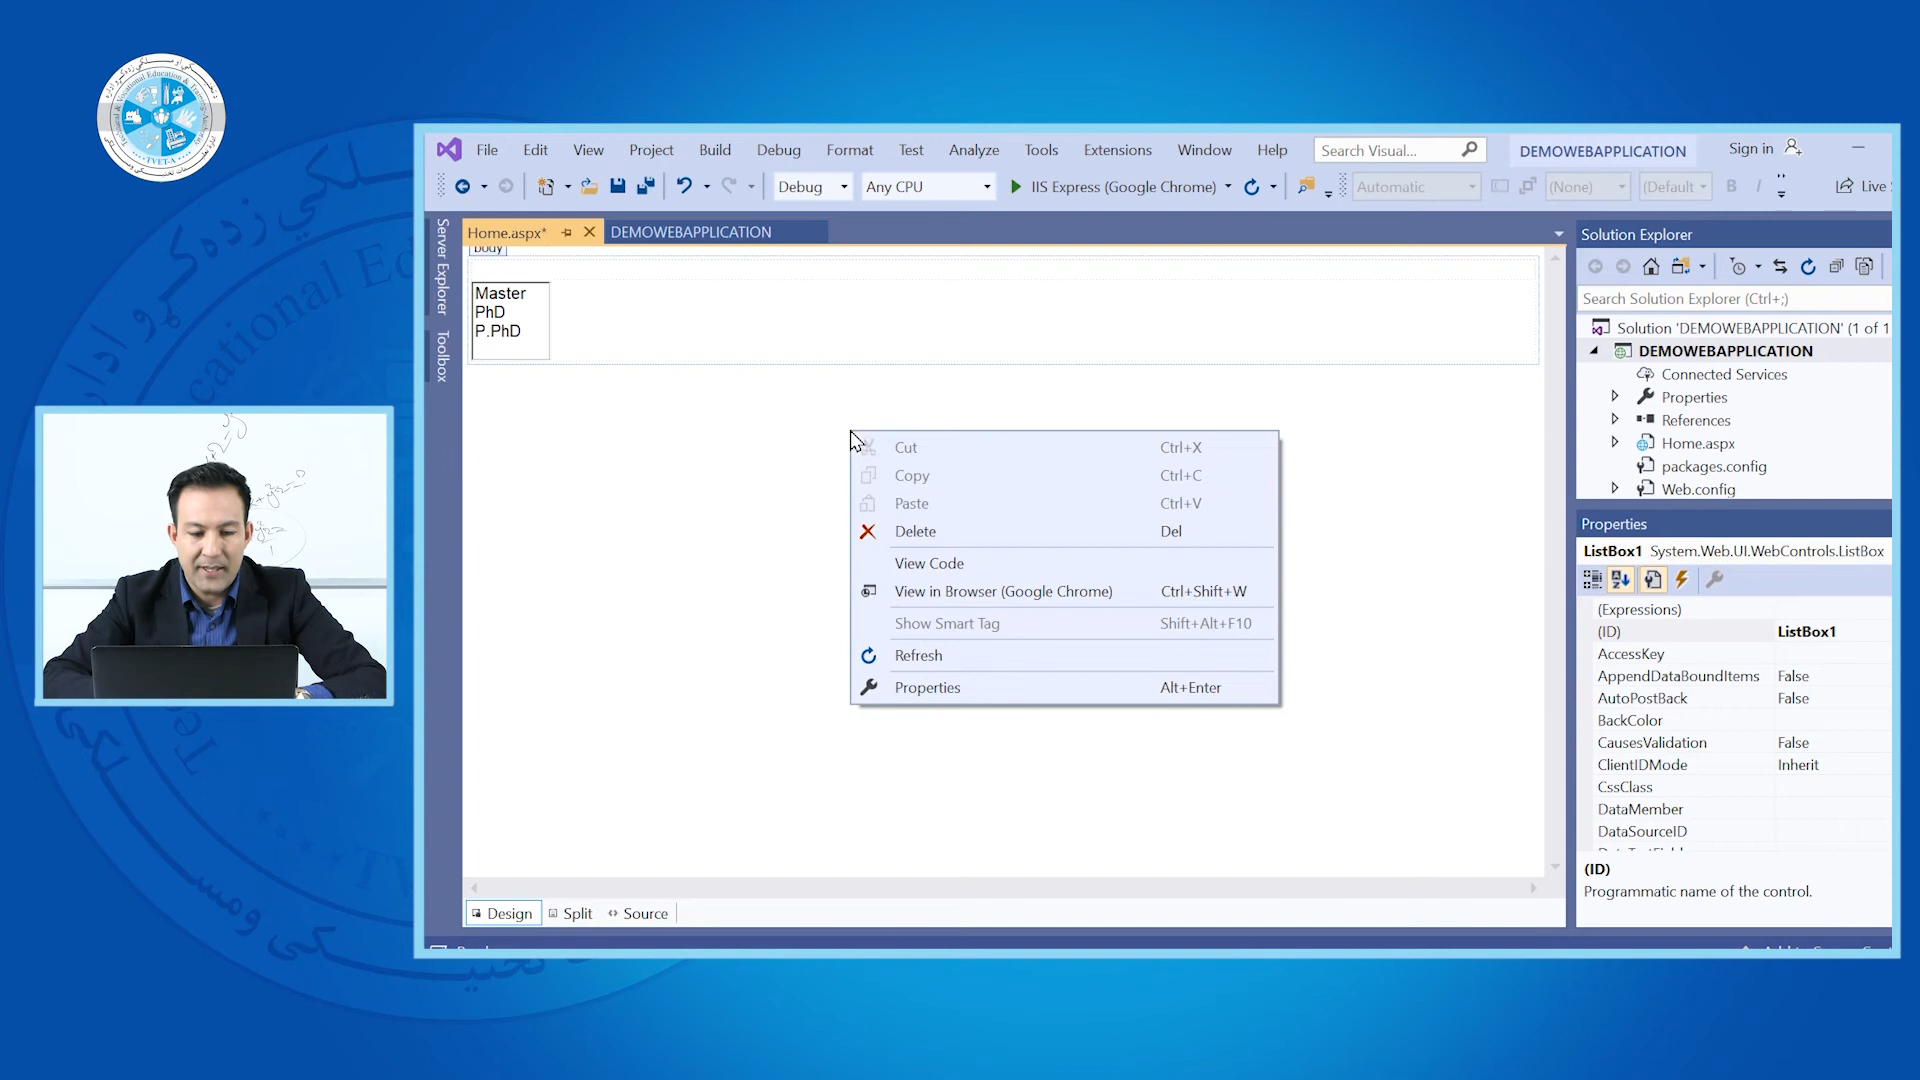 Technical & Vocational Education & Training Authority
TVET-A
File Edit View Project Build Debug Format Test Analyze Tools Extensions Window Help Search Visual... DEMOWEBAPPLICATION Sign in
Debug Any CPU IIS Express (Google Chrome) Automatic (None) (Default B I Live
Server Explorer
Toolbox
Home.aspx* DEMOWEBAPPLICATION
body
Master
PhD
P.PhD
Cut Ctrl+X
Copy Ctrl+C
Paste Ctrl+V
Delete Del
View Code
View in Browser (Google Chrome) Ctrl+Shift+W
Show Smart Tag Shift+Alt+F10
Refresh
Properties Alt+Enter
Design Split Source
Solution Explorer
Search Solution Explorer (Ctrl+;)
Solution 'DEMOWEBAPPLICATION' (1 of 1
DEMOWEBAPPLICATION
Connected Services
Properties
References
Home.aspx
packages.config
Web.config
Properties
ListBox1 System.Web.UI.WebControls.ListBox
(Expressions)
(ID) ListBox1
AccessKey
AppendDataBoundItems False
AutoPostBack False
BackColor
CausesValidation False
ClientIDMode Inherit
CssClass
DataMember
DataSourceID
(ID)
Programmatic name of the control.